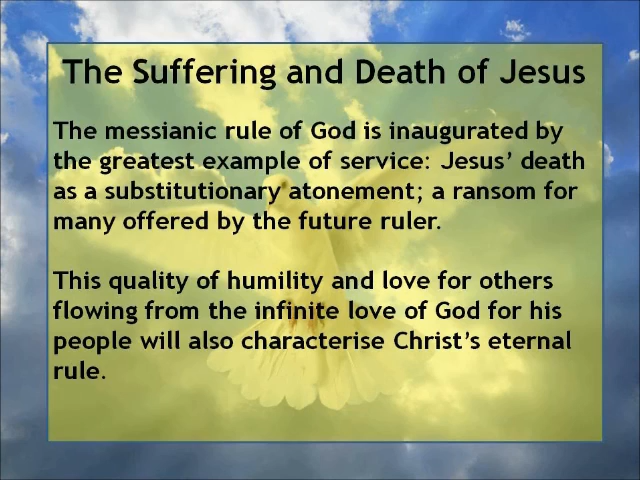 The Suffering and Death of Jesus
The messianic rule of God is inaugurated by
the greatest example of service: Jesus’ death
as a substitutionary atonement; a ransom for
many offered by the future ruler.
This quality of humility and love for others
flowing from the infinite love of God for his
people will also characterise Christ’s eternal
rule.